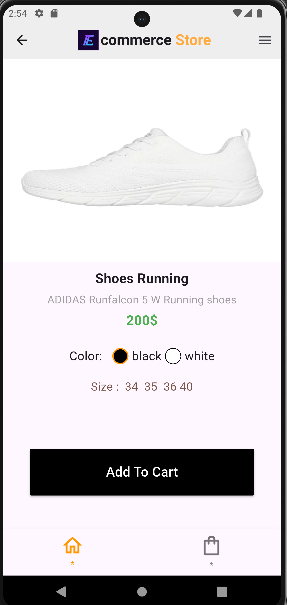 2:54
E commerce Store
Shoes Running
ADIDAS Runfalcon 5 W Running shoes
200$
Color: black white
Size : 34 35 36 40
Add To Cart
*
*